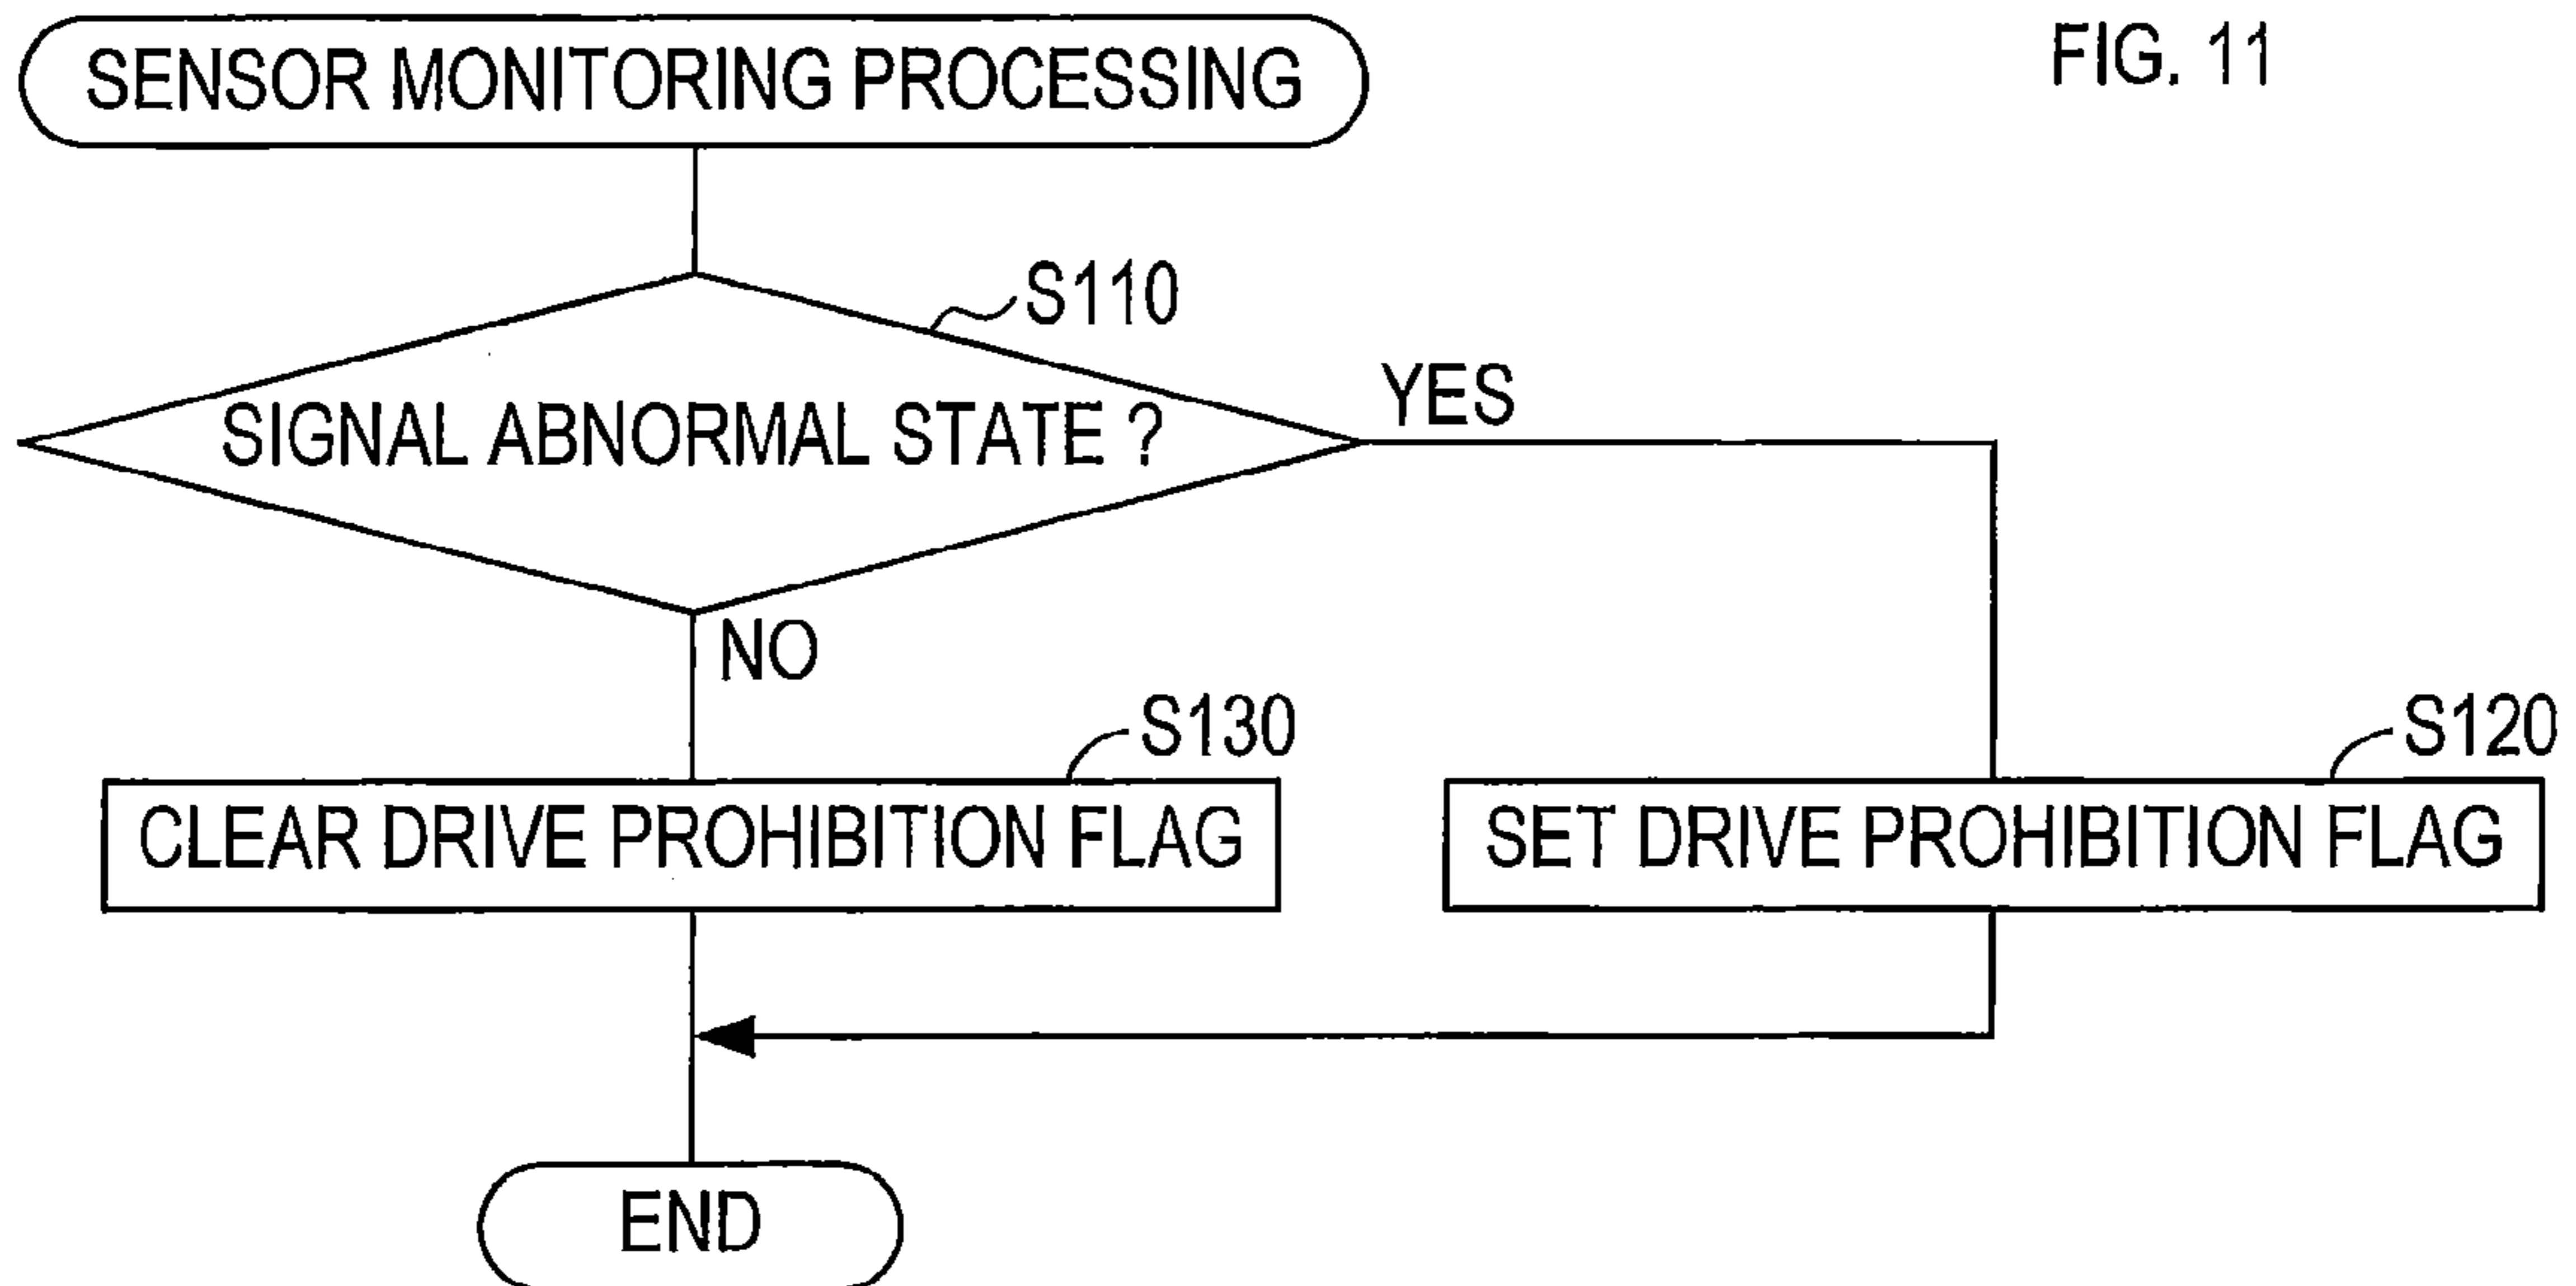 FIG. 11
SENSOR MONITORING PROCESSING
S110
SIGNAL ABNORMAL STATE ?
YES
NO
S130
CLEAR DRIVE PROHIBITION FLAG
S120
SET DRIVE PROHIBITION FLAG
END